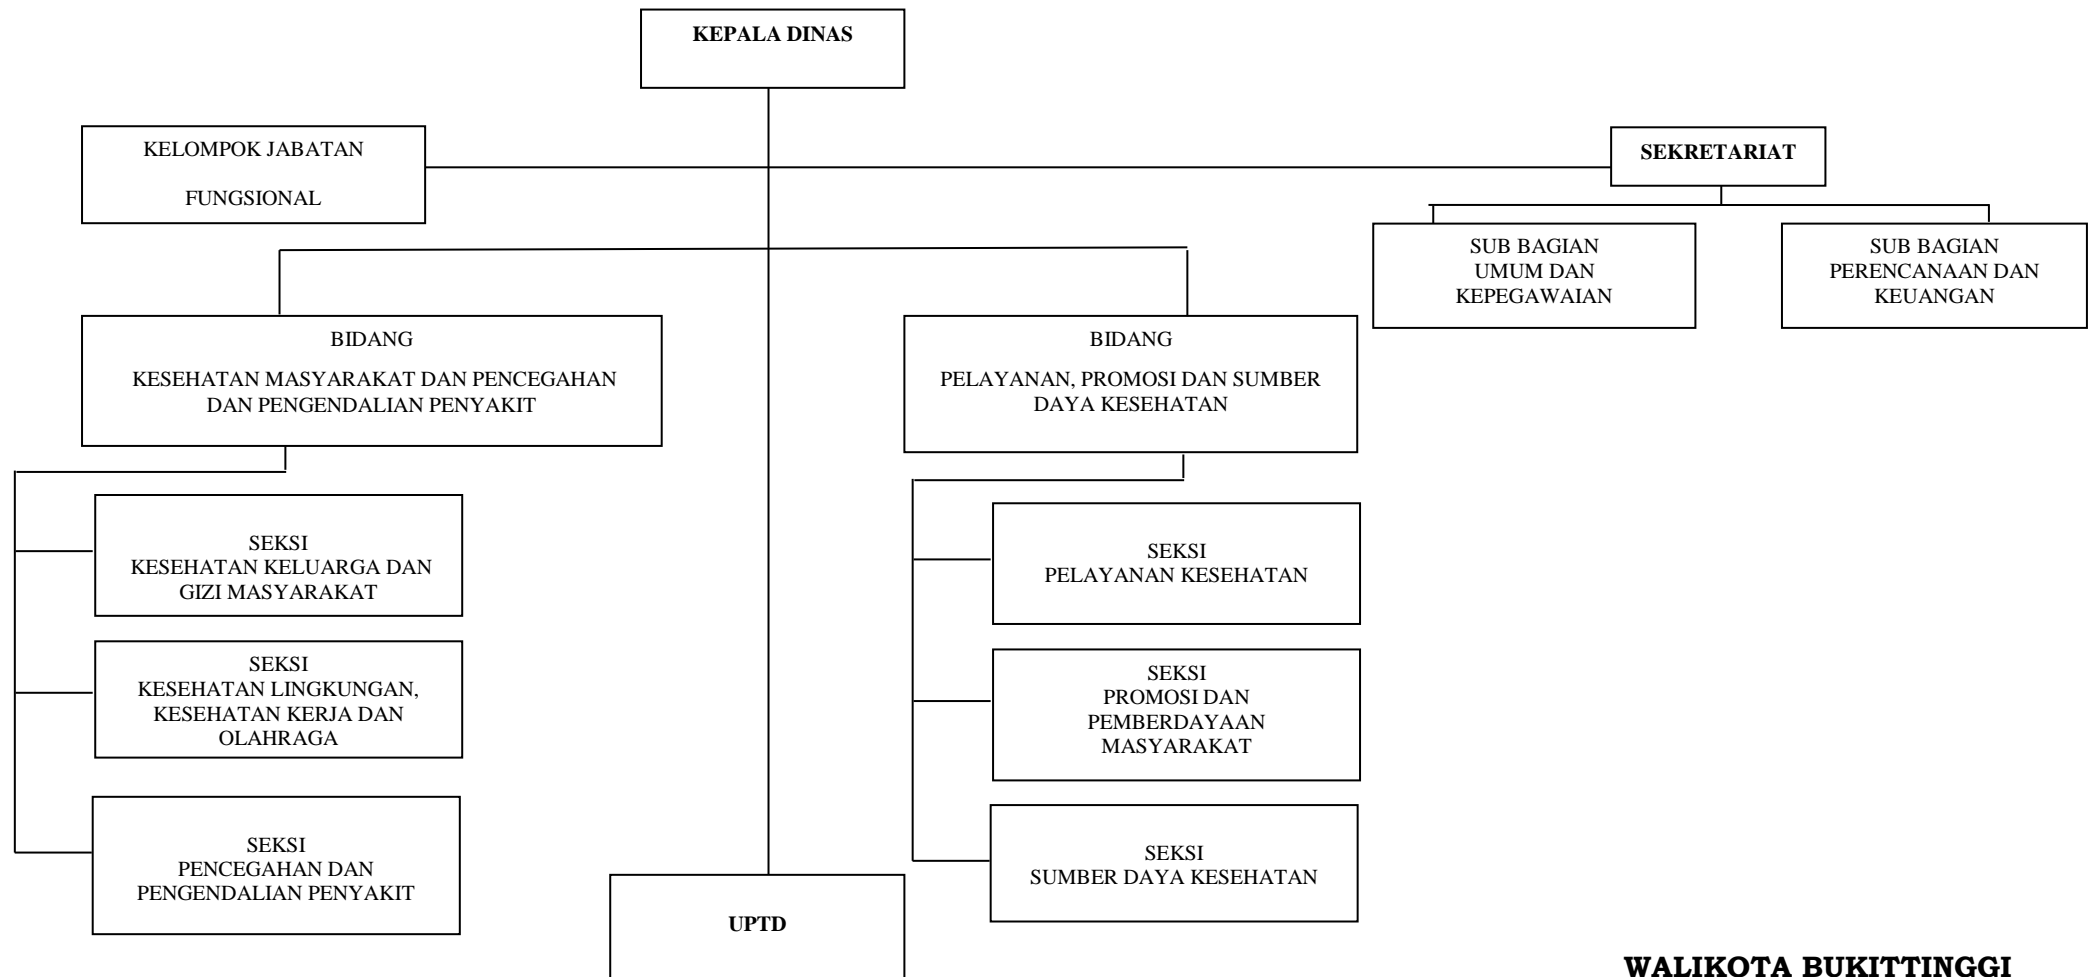 KEPALA DINAS
KELOMPOK JABATAN
FUNGSIONAL
SEKRETARIAT
SUB BAGIAN
UMUM DAN
KEPEGAWAIAN
SUB BAGIAN
PERENCANAAN DAN
KEUANGAN
BIDANG
KESEHATAN MASYARAKAT DAN PENCEGAHAN
DAN PENGENDALIAN PENYAKIT
BIDANG
PELAYANAN, PROMOSI DAN SUMBER
DAYA KESEHATAN
SEKSI
KESEHATAN KELUARGA DAN
GIZI MASYARAKAT
SEKSI
KESEHATAN LINGKUNGAN,
KESEHATAN KERJA DAN
OLAHRAGA
SEKSI
PENCEGAHAN DAN
PENGENDALIAN PENYAKIT
SEKSI
PELAYANAN KESEHATAN
SEKSI
PROMOSI DAN
PEMBERDAYAAN
MASYARAKAT
SEKSI
SUMBER DAYA KESEHATAN
UPTD
WALIKOTA BUKITTINGGI